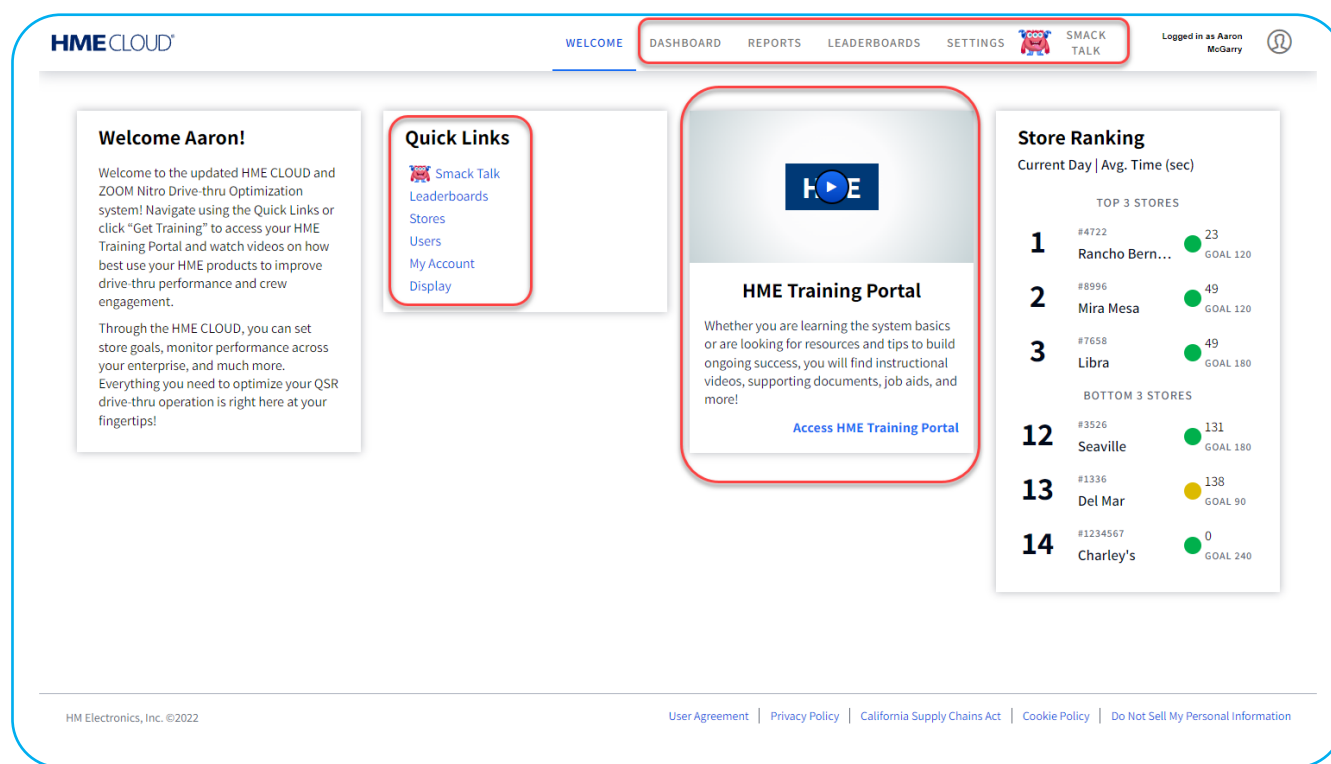 HME CLOUD®
WELCOME
DASHBOARD
REPORTS
LEADERBOARDS
SETTINGS
SMACK
TALK
Logged in as Aaron
McGarry
Welcome Aaron!
Welcome to the updated HME CLOUD and
ZOOM Nitro Drive-thru Optimization
system! Navigate using the Quick Links or
click “Get Training” to access your HME
Training Portal and watch videos on how
best use your HME products to improve
drive-thru performance and crew
engagement.
Through the HME CLOUD, you can set
store goals, monitor performance across
your enterprise, and much more.
Everything you need to optimize your QSR
drive-thru operation is right here at your
fingertips!
Quick Links
Smack Talk
Leaderboards
Stores
Users
My Account
Display
HME Training Portal
Whether you are learning the system basics
or are looking for resources and tips to build
ongoing success, you will find instructional
videos, supporting documents, job aids, and
more!
Access HME Training Portal
Store Ranking
Current Day | Avg. Time (sec)
TOP 3 STORES
1
#4722
Rancho Bern...
23
GOAL 120
2
#8996
Mira Mesa
49
GOAL 120
3
#7658
Libra
49
GOAL 180
BOTTOM 3 STORES
12
#3526
Seaville
131
GOAL 180
13
#1336
Del Mar
138
GOAL 90
14
#1234567
Charley's
0
GOAL 240
HM Electronics, Inc. ©2022
User Agreement | Privacy Policy | California Supply Chains Act | Cookie Policy | Do Not Sell My Personal Information